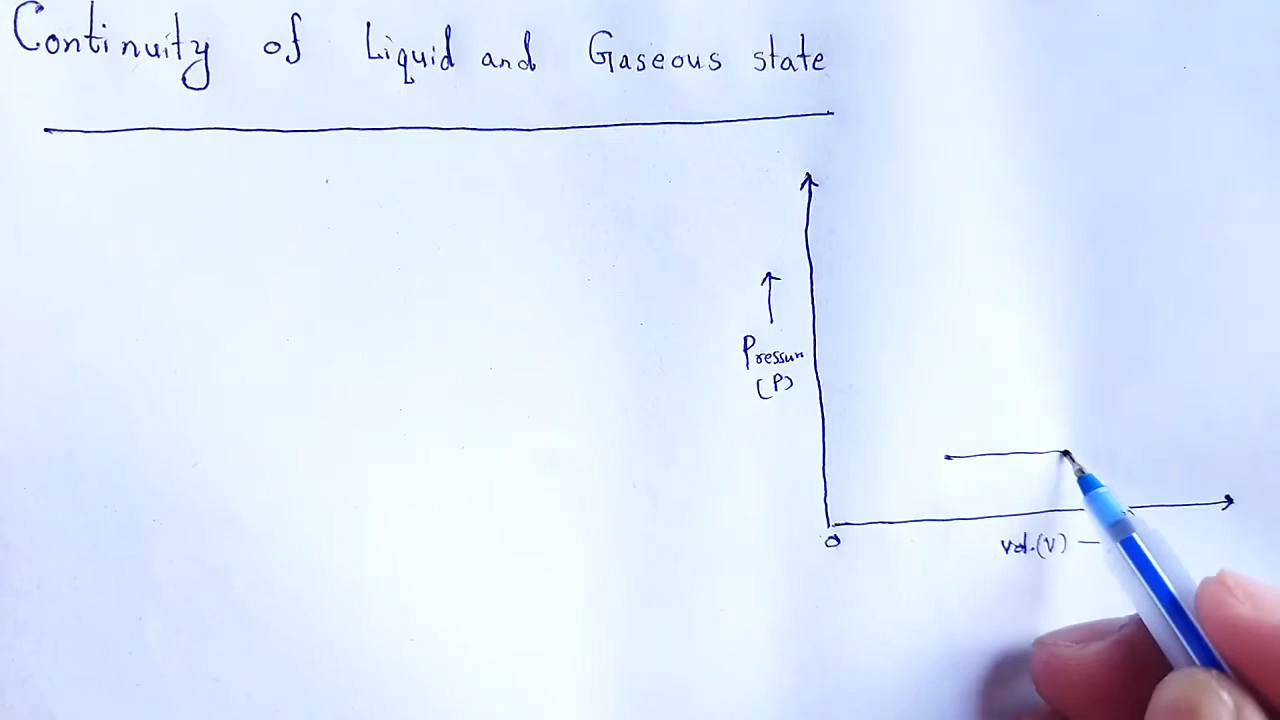 Continuity of Liquid and Gaseous state
Pressure
(P)
O
Vol.(V)